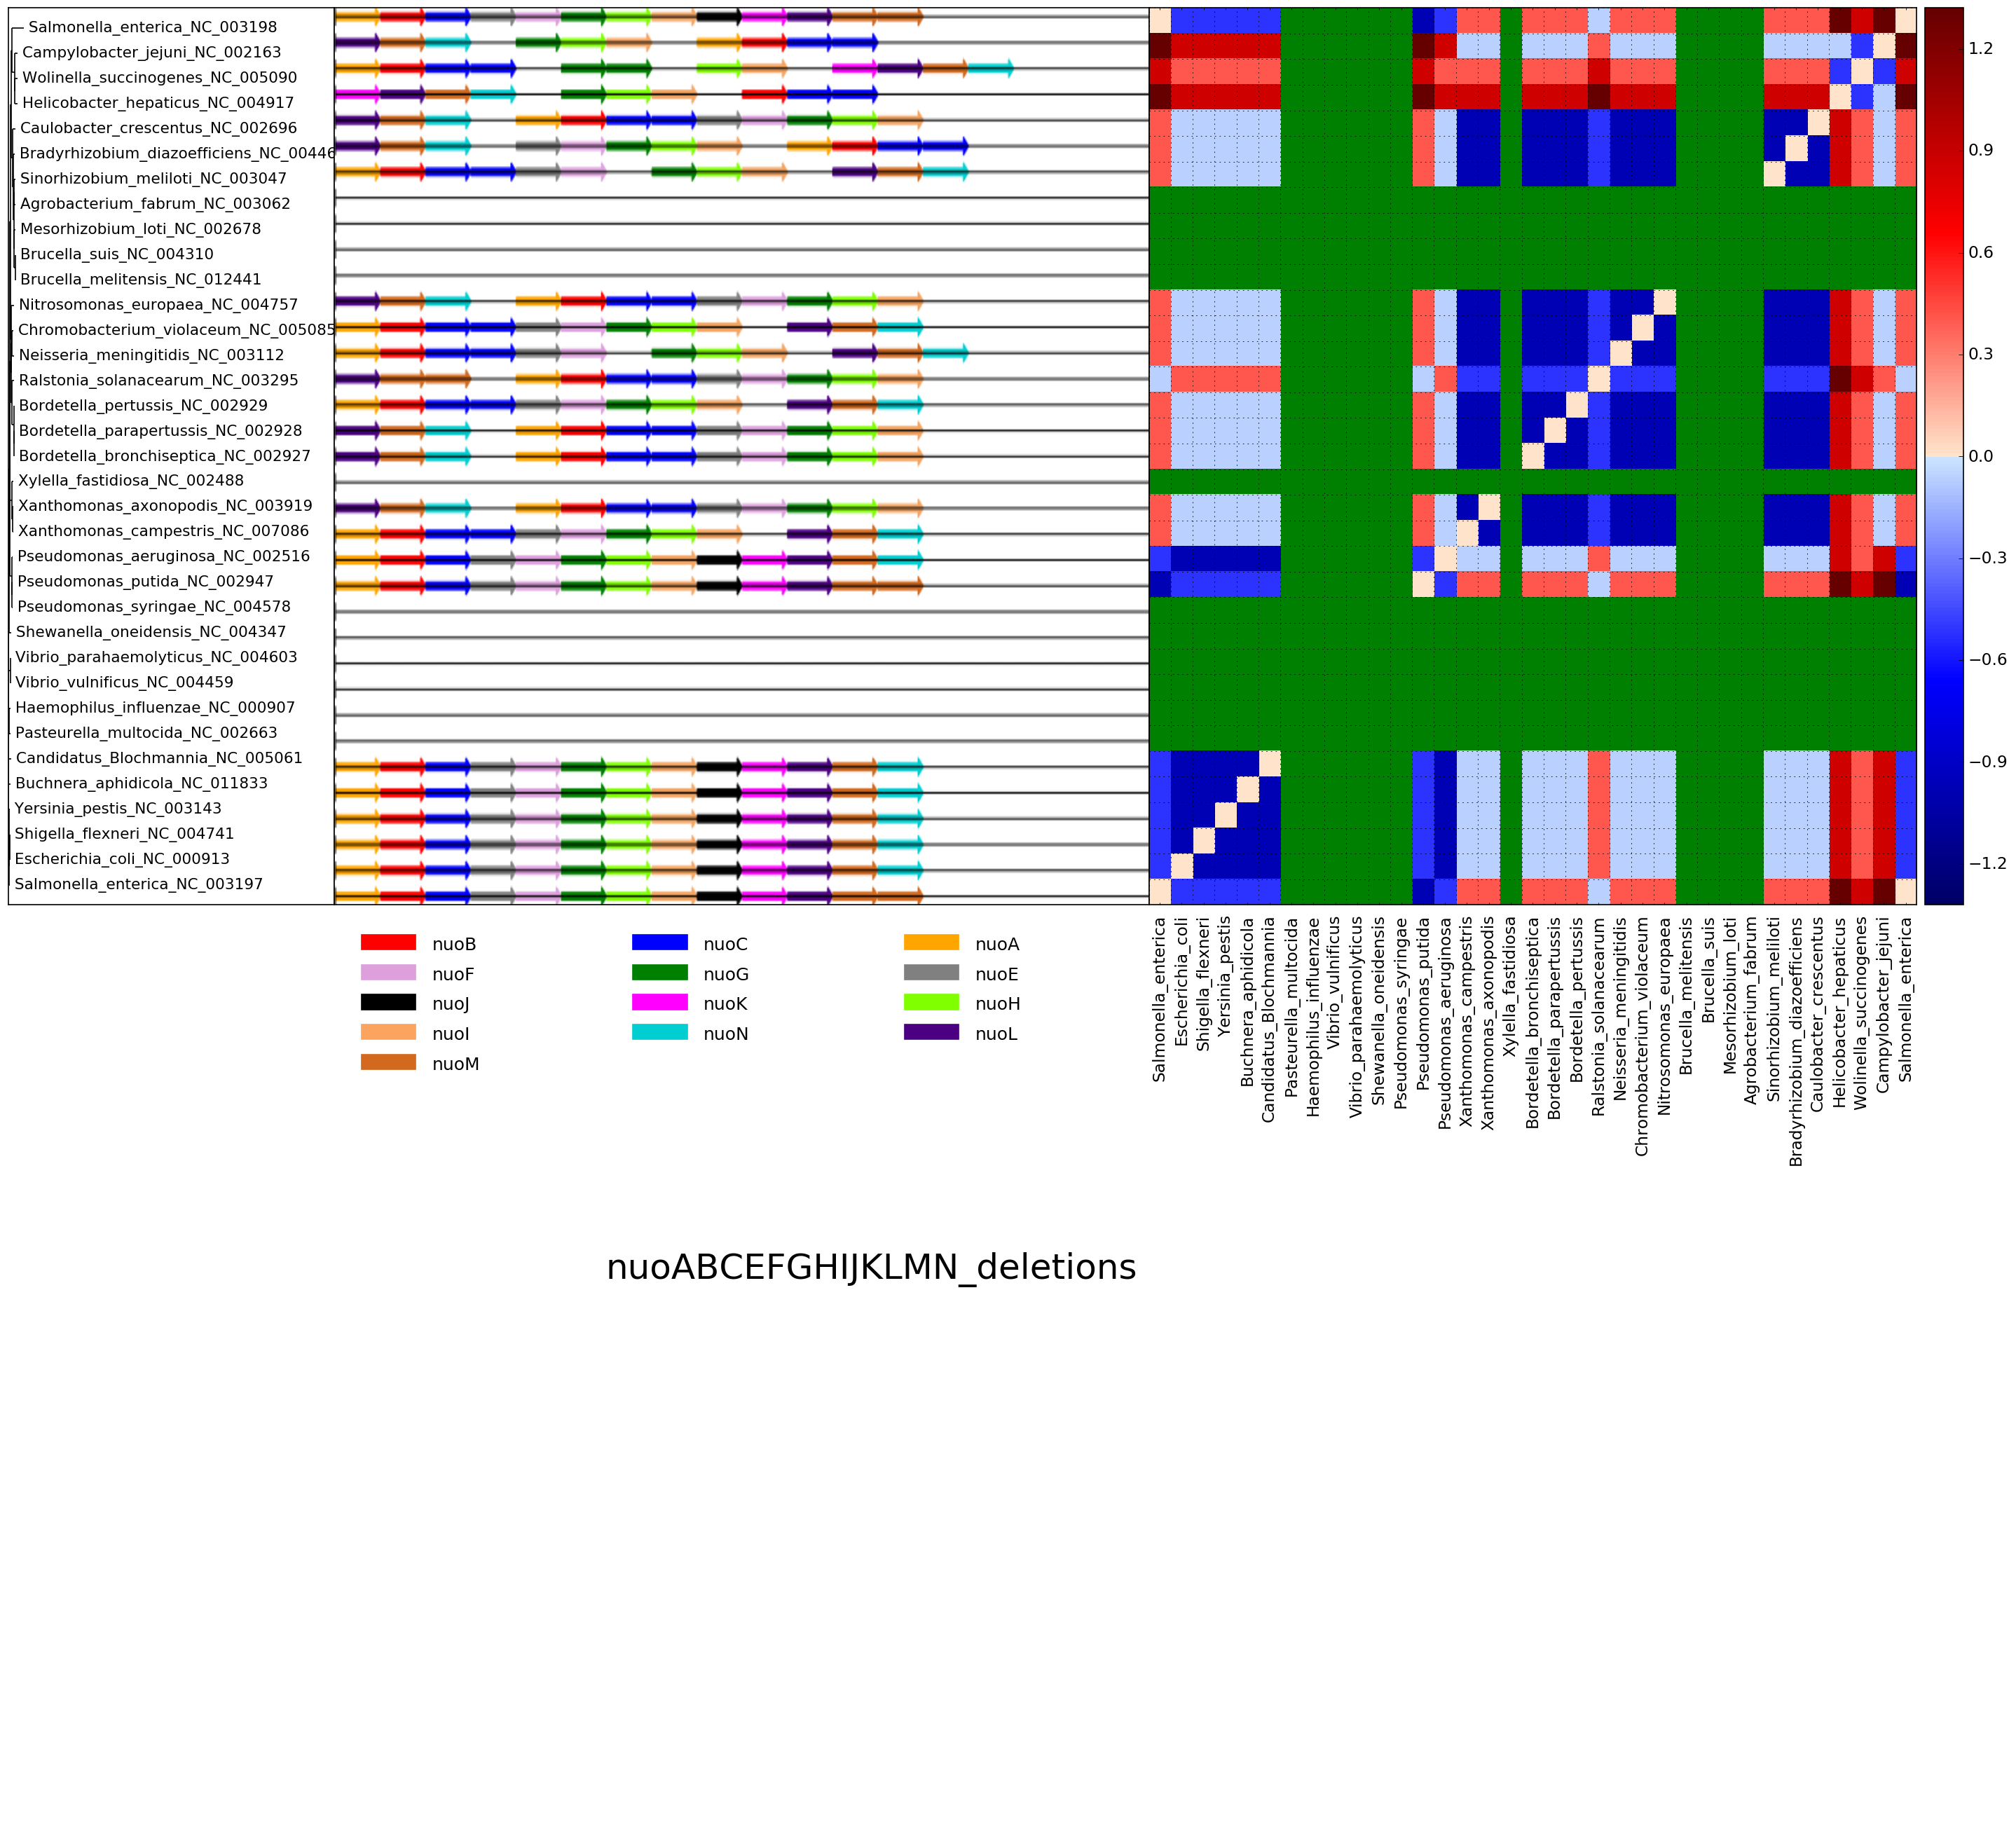 Salmonella_enterica_NC_003198
Campylobacter_jejuni_NC_002163
Wolinella_succinogenes_NC_005090
Helicobacter_hepaticus_NC_004917
Caulobacter_crescentus_NC_002696
Bradyrhizobium_diazoefficiens_NC_00446
Sinorhizobium_meliloti_NC_003047
Agrobacterium_fabrum_NC_003062
Mesorhizobium_loti_NC_002678
Brucella_suis_NC_004310
Brucella_melitensis_NC_012441
Nitrosomonas_europaea_NC_004757
Chromobacterium_violaceum_NC_005085
Neisseria_meningitidis_NC_003112
Ralstonia_solanacearum_NC_003295
Bordetella_pertussis_NC_002929
Bordetella_parapertussis_NC_002928
Bordetella_bronchiseptica_NC_002927
Xylella_fastidiosa_NC_002488
Xanthomonas_axonopodis_NC_003919
Xanthomonas_campestris_NC_007086
Pseudomonas_aeruginosa_NC_002516
Pseudomonas_putida_NC_002947
Pseudomonas_syringae_NC_004578
Shewanella_oneidensis_NC_004347
Vibrio_parahaemolyticus_NC_004603
Vibrio_vulnificus_NC_004459
Haemophilus_influenzae_NC_000907
Pasteurella_multocida_NC_002663
Candidatus_Blochmannia_NC_005061
Buchnera_aphidicola_NC_011833
Yersinia_pestis_NC_003143
Shigella_flexneri_NC_004741
Escherichia_coli_NC_000913
Salmonella_enterica_NC_003197
1.2
0.9
0.6
0.3
0.0
−0.3
−0.6
−0.9
−1.2
Salmonella_enterica
Escherichia_coli
Shigella_flexneri
Yersinia_pestis
Buchnera_aphidicola
Candidatus_Blochmannia
Pasteurella_multocida
Haemophilus_influenzae
Vibrio_vulnificus
Vibrio_parahaemolyticus
Shewanella_oneidensis
Pseudomonas_syringae
Pseudomonas_putida
Pseudomonas_aeruginosa
Xanthomonas_campestris
Xanthomonas_axonopodis
Xylella_fastidiosa
Bordetella_bronchiseptica
Bordetella_parapertussis
Bordetella_pertussis
Ralstonia_solanacearum
Neisseria_meningitidis
Chromobacterium_violaceum
Nitrosomonas_europaea
Brucella_melitensis
Brucella_suis
Mesorhizobium_loti
Agrobacterium_fabrum
Sinorhizobium_meliloti
Bradyrhizobium_diazoefficiens
Caulobacter_crescentus
Helicobacter_hepaticus
Wolinella_succinogenes
Campylobacter_jejuni
Salmonella_enterica
nuoB nuoC nuoA
nuoF nuoG nuoE
nuoJ nuoK nuoH
nuoI nuoN nuoL
nuoM
nuoABCEFGHIJKLMN_deletions